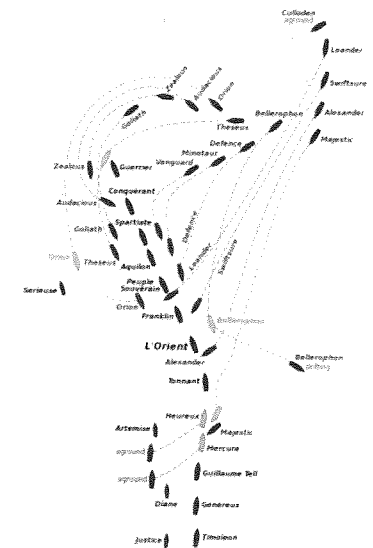 Culloden
aground
Leander
Zealous
Audacious
Orion
Swiftsure
Goliath
Bellerophon
Alexander
Theseus
Majestic
Defence
Minotaur
Vanguard
Zealous
Guerrier
Conquerant
Audacious
Spartiate
Goliath
Defence
Theseus
Aquilon
Leander
Swiftsure
Peuple
Souverain
Serieuse
Orion
Franklin
Bellerophon
L'Orient
Alexander
Bellerophon
drifting
Tonnant
Heureux
Artemise
Majestic
aground
Mercure
Guillaume Tell
aground
Diane
Genereux
Justice
Timoleon